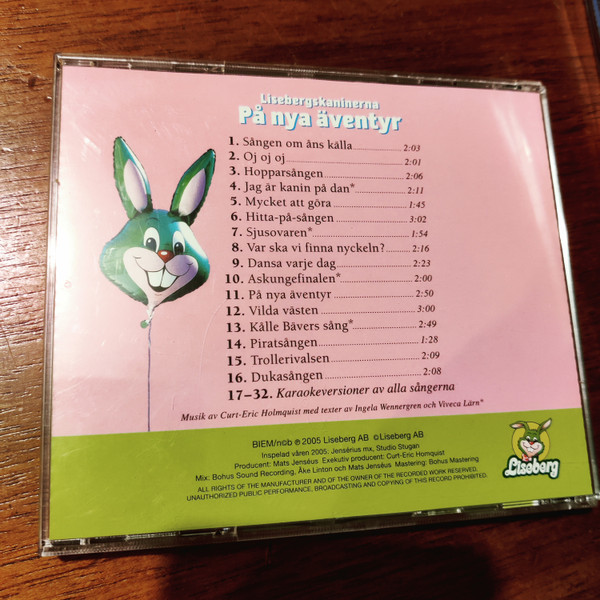 Lisebergskaninerna
På nya äventyr
1. Sången om åns källa 2:03
2. Oj oj oj 2:01
3. Hopparsången 2:06
4. Jag är kanin på dan* 2:11
5. Mycket att göra 1:45
6. Hitta-på-sången 3:02
7. Sjusovaren* 1:54
8. Var ska vi finna nyckeln? 2:16
9. Dansa varje dag 2:23
10. Askungefinalen* 2:00
11. På nya äventyr 2:50
12. Vilda västen 3:00
13. Kålle Bävers sång* 2:49
14. Piratsången 1:28
15. Trollerivalsen 2:09
16. Dukasången 2:08
17–32. Karaokeversioner av alla sångerna
Musik av Curt-Eric Holmquist med texter av Ingela Wennergren och Viveca Lärn*
BIEM/n©b ℗ 2005 Liseberg AB © Liseberg AB
Inspelad våren 2005, Jensérius mx, Studio Stugan
Producent: Mats Jenséus Exekutiv producent: Curt-Eric Homquist
Mix: Bohus Sound Recording, Åke Linton och Mats Jenséus Mastering: Bohus Mastering
ALL RIGHTS OF THE MANUFACTURER AND OF THE OWNER OF THE RECORDED WORK RESERVED.
UNAUTHORIZED PUBLIC PERFORMANCE, BROADCASTING AND COPYING OF THIS RECORD PROHIBITED.
Liseberg